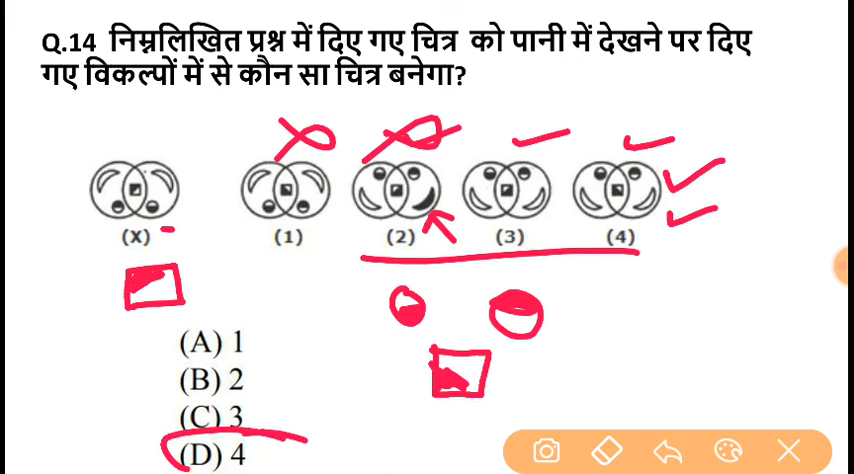 Q.14 निम्नलिखित प्रश्न में दिए गए चित्र को पानी में देखने पर दिए
गए विकल्पों में से कौन सा चित्र बनेगा?
(X) (1) (2) (3) (4)
(A) 1
(B) 2
(C) 3
(D) 4